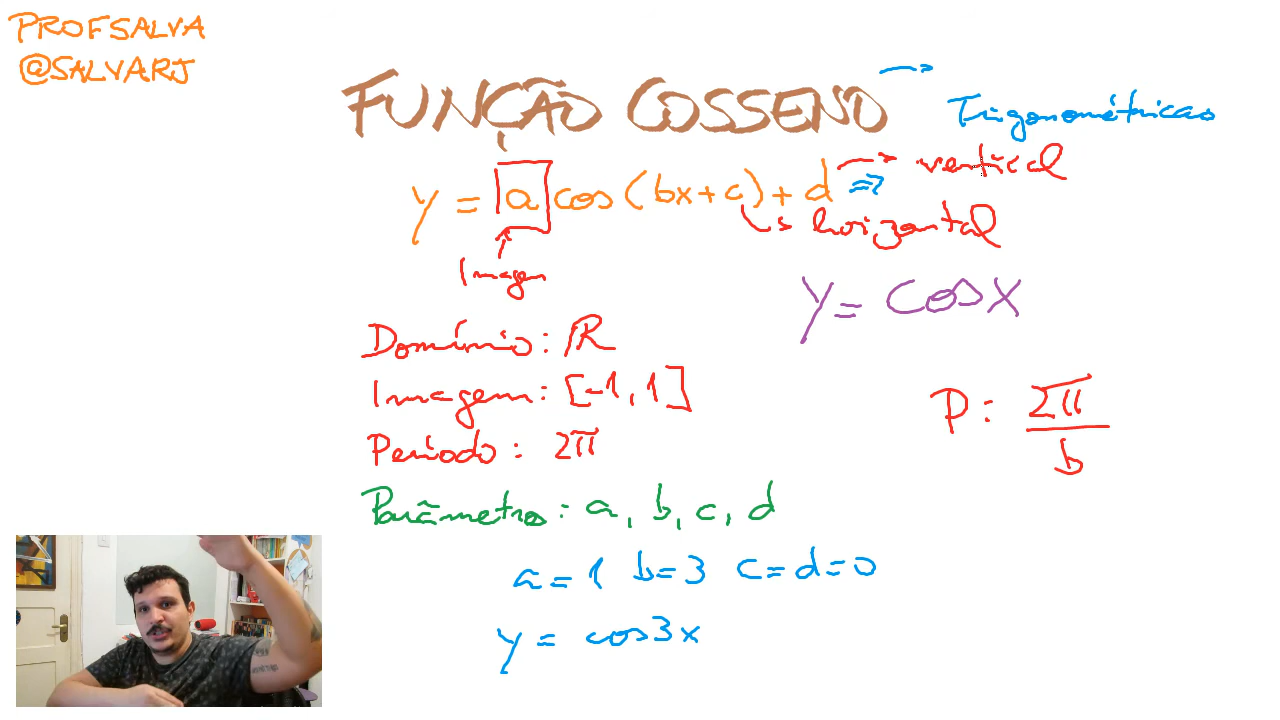 PROFSALVA
@SALVARJ
FUNÇÃO COSSENO
Trigonométricas
y = a cos (bx + c) + d ⇒ vertical
horizontal
Imagem
y = cos x
Domínio : ℝ
Imagem : [-1, 1]
Período : 2π
P : 2π / b
Parâmetros : a, b, c, d
a = 1 b = 3 c = d = 0
y = cos 3x